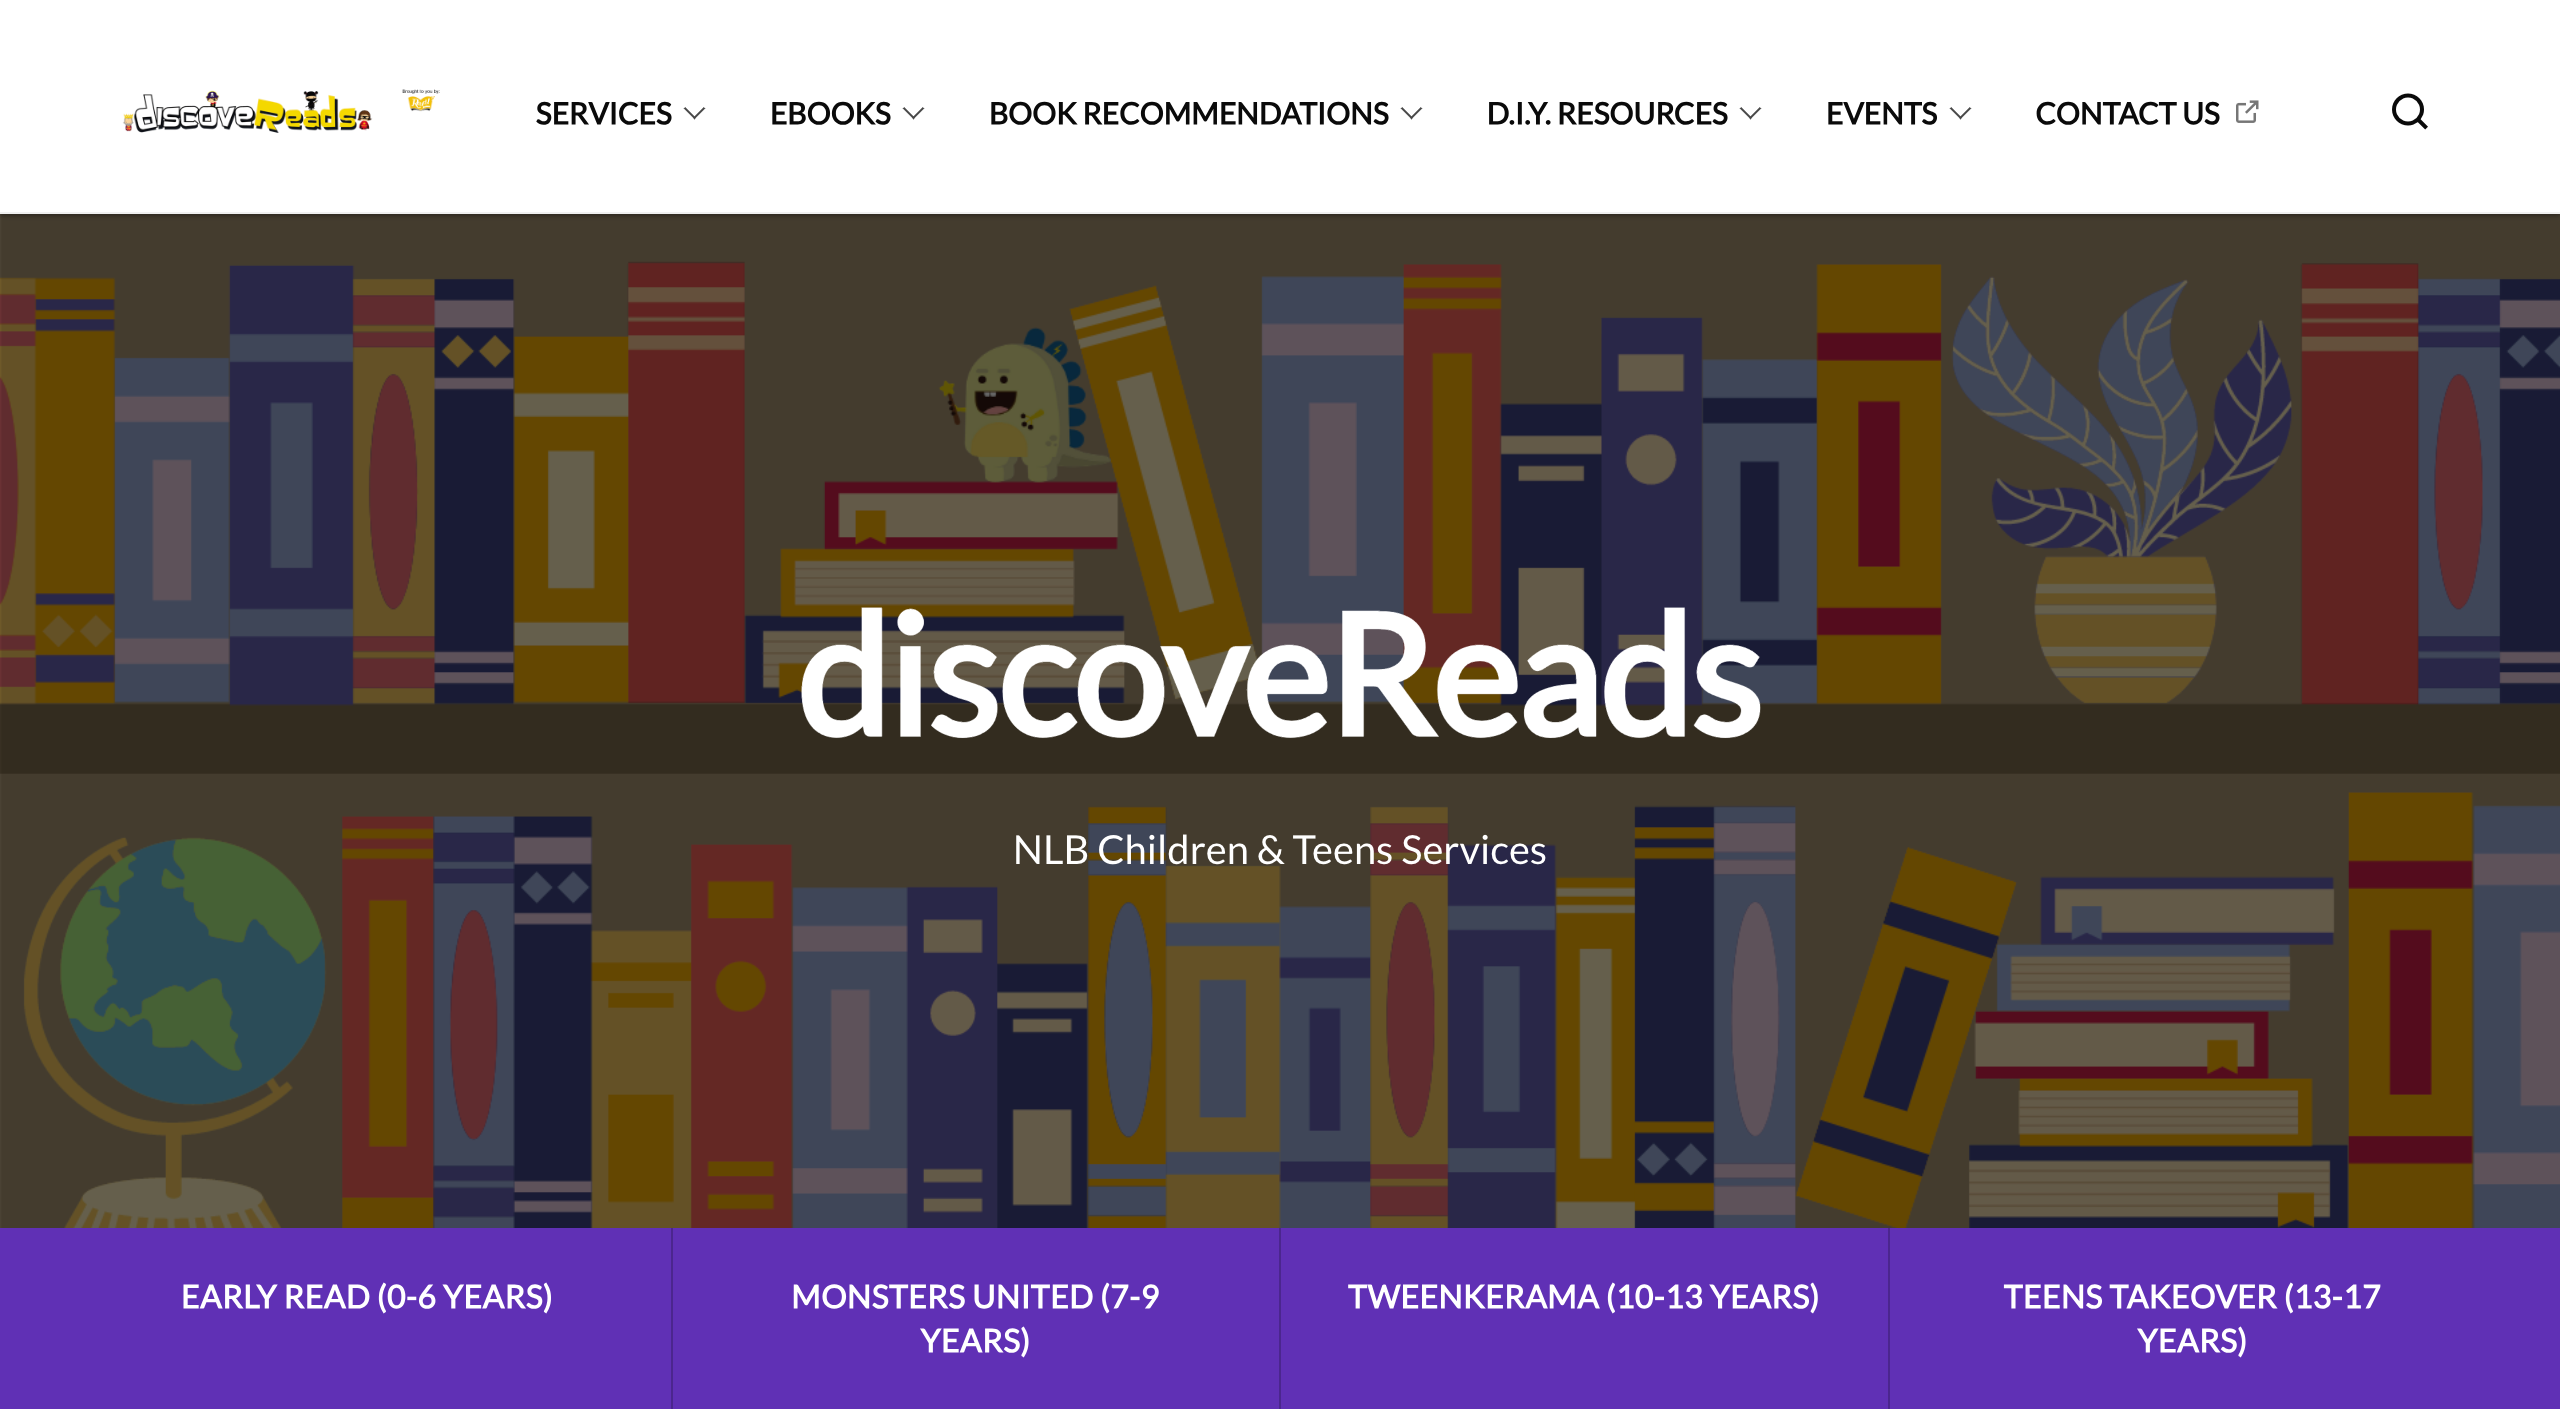 discoveReads
Brought to you by:
SERVICES
EBOOKS
BOOK RECOMMENDATIONS
D.I.Y. RESOURCES
EVENTS
CONTACT US
discoveReads
NLB Children & Teens Services
EARLY READ (0-6 YEARS)
MONSTERS UNITED (7-9
YEARS)
TWEENKERAMA (10-13 YEARS)
TEENS TAKEOVER (13-17
YEARS)